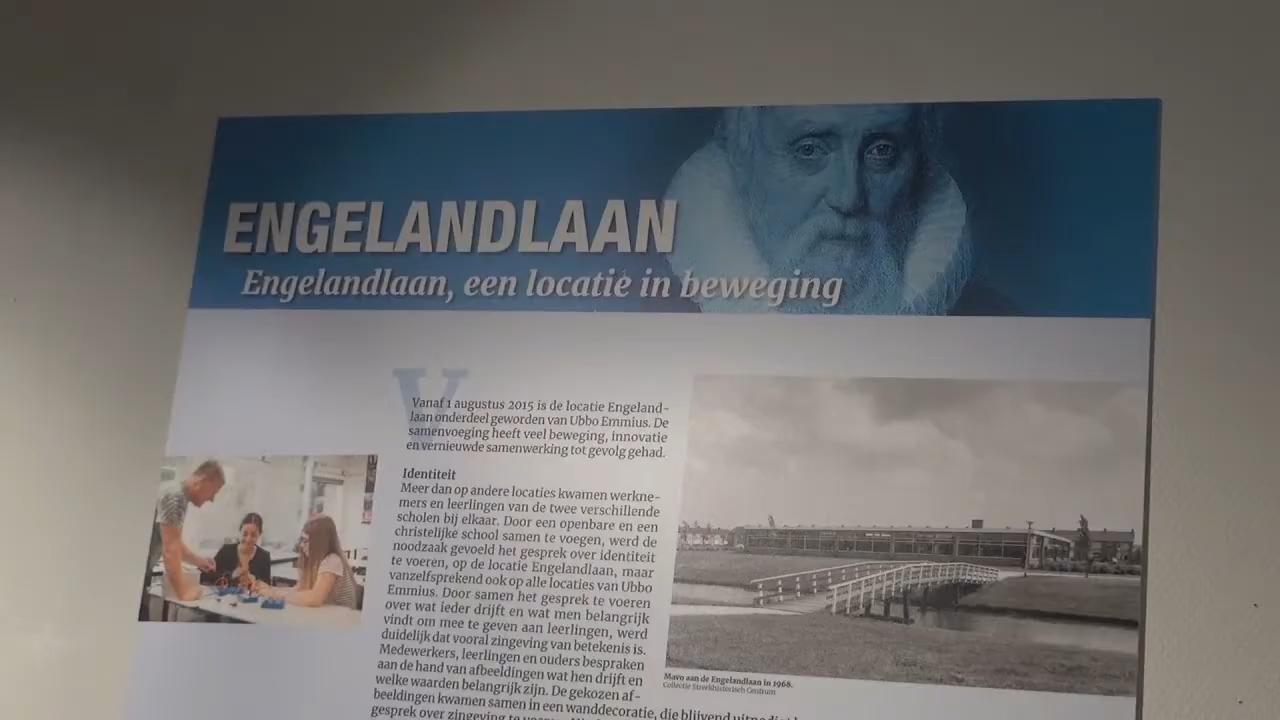 ENGELANDLAAN
Engelandlaan, een locatie in beweging
V
Vanaf 1 augustus 2015 is de locatie Engeland-
laan onderdeel geworden van Ubbo Emmius. De
samenvoeging heeft veel beweging, innovatie
en vernieuwde samenwerking tot gevolg gehad.
Identiteit
Meer dan op andere locaties kwamen werkne-
mers en leerlingen van de twee verschillende
scholen bij elkaar. Door een openbare en een
christelijke school samen te voegen, werd de
noodzaak gevoeld het gesprek over identiteit
te voeren, op de locatie Engelandlaan, maar
vanzelfsprekend ook op alle locaties van Ubbo
Emmius. Door samen het gesprek te voeren
over wat ieder drijft en wat men belangrijk
vindt om mee te geven aan leerlingen, werd
duidelijk dat vooral zingeving van betekenis is.
Medewerkers, leerlingen en ouders bespraken
aan de hand van afbeeldingen wat hen drijft en
welke waarden belangrijk zijn. De gekozen af-
beeldingen kwamen samen in een wanddecoratie, die blijvend
gesprek over zingeving te
Mavo aan de Engelandlaan in 1968.
Collectie Streekhistorisch Centrum